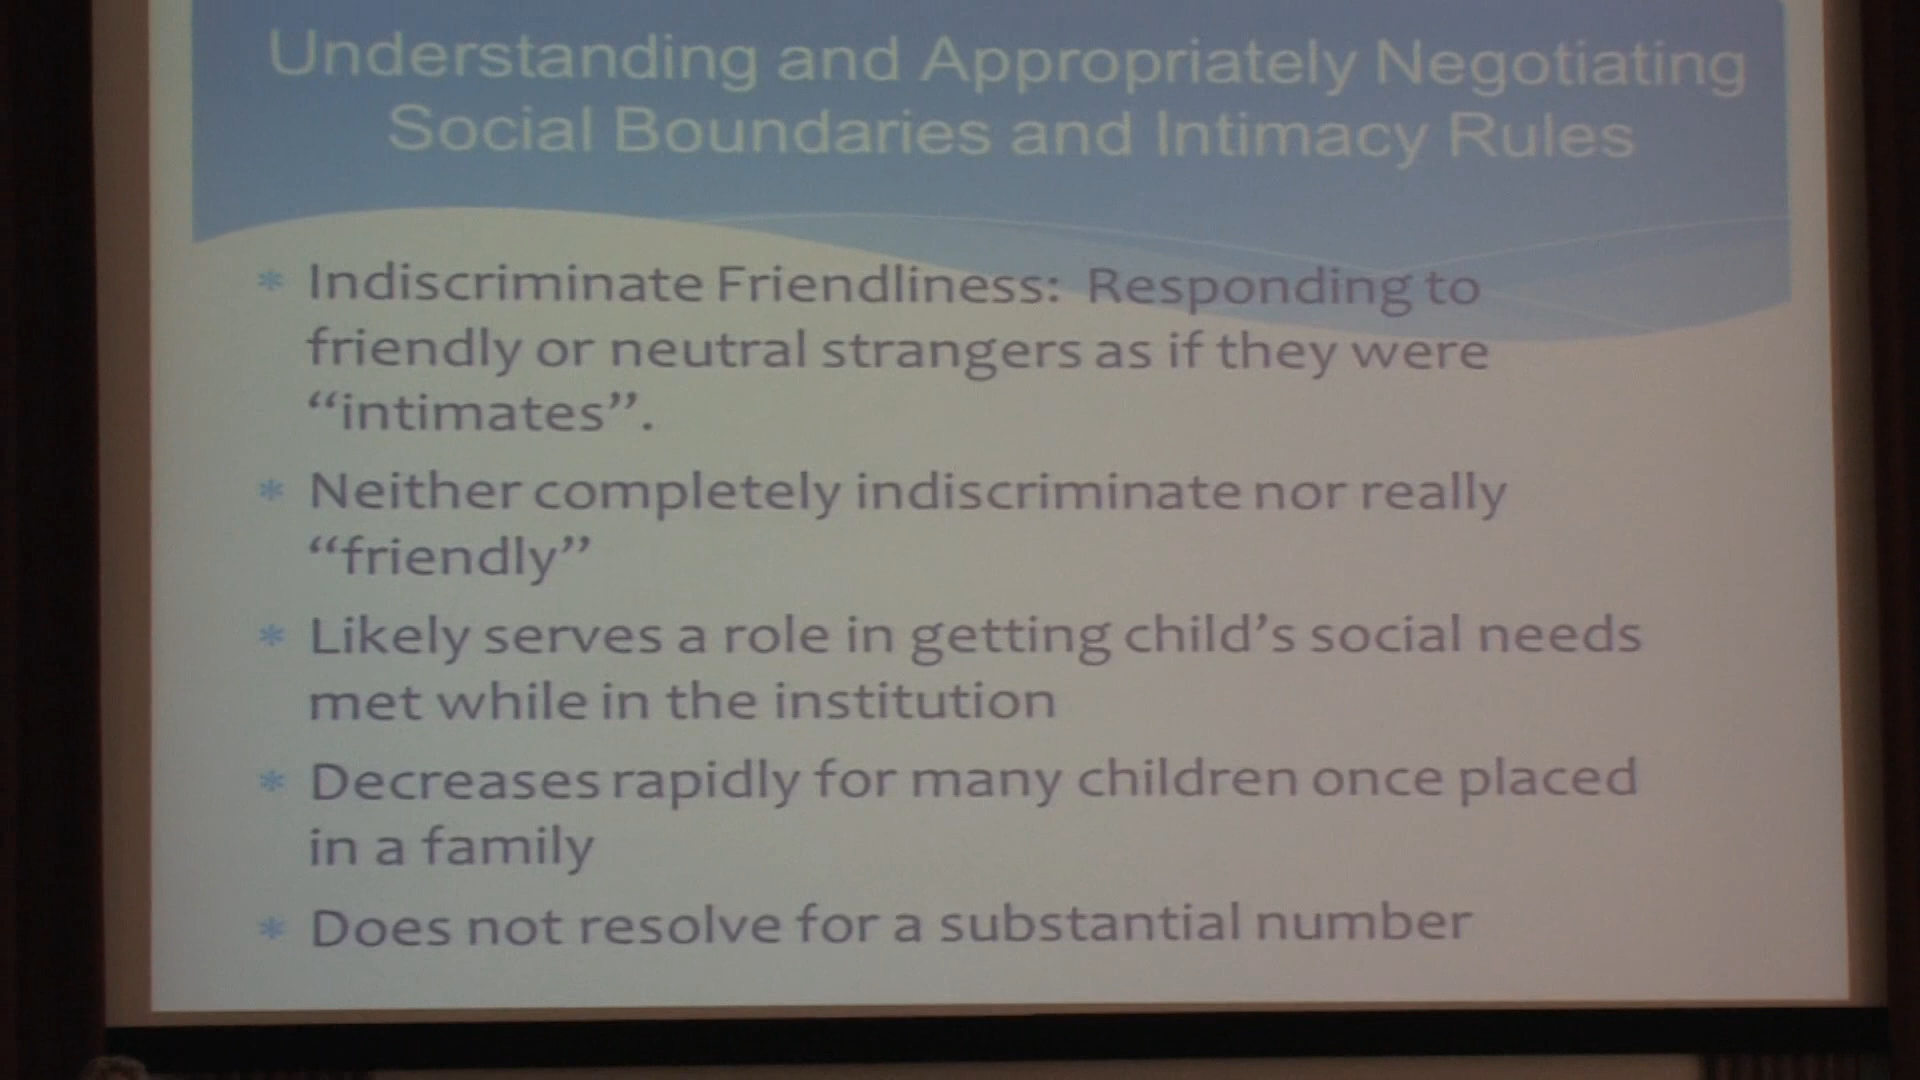 Understanding and Appropriately Negotiating
Social Boundaries and Intimacy Rules
* Indiscriminate Friendliness: Responding to
friendly or neutral strangers as if they were
“intimates”.
* Neither completely indiscriminate nor really
“friendly”
* Likely serves a role in getting child’s social needs
met while in the institution
* Decreases rapidly for many children once placed
in a family
* Does not resolve for a substantial number